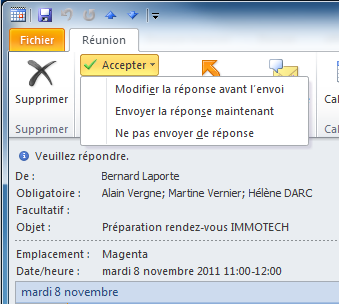 Fichier
Réunion
Supprimer
Accepter
Modifier la réponse avant l'envoi
Envoyer la réponse maintenant
Ne pas envoyer de réponse
Supprimer
Veuillez répondre.
De : Bernard Laporte
Obligatoire : Alain Vergne; Martine Vernier; Hélène DARC
Facultatif :
Objet : Préparation rendez-vous IMMOTECH
Emplacement : Magenta
Date/heure : mardi 8 novembre 2011 11:00-12:00
mardi 8 novembre